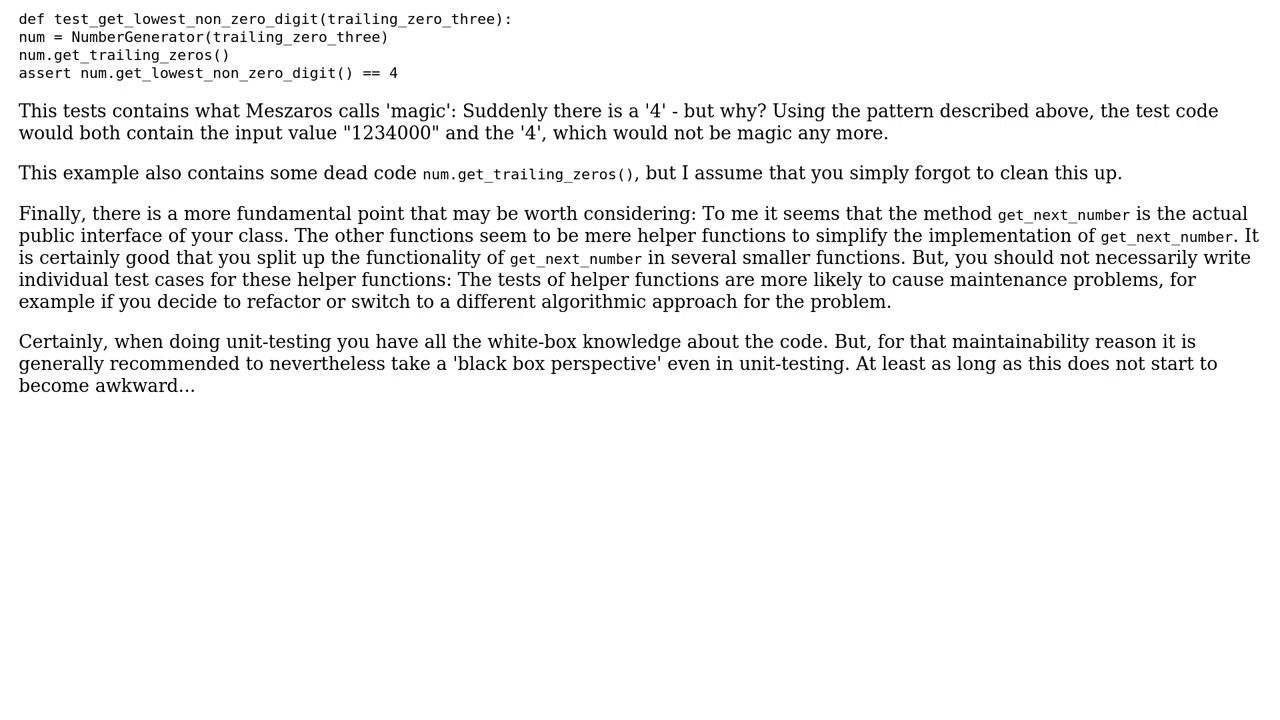 def test_get_lowest_non_zero_digit(trailing_zero_three):
num = NumberGenerator(trailing_zero_three)
num.get_trailing_zeros()
assert num.get_lowest_non_zero_digit() == 4
This tests contains what Meszaros calls 'magic': Suddenly there is a '4' - but why? Using the pattern described above, the test code
would both contain the input value "1234000" and the '4', which would not be magic any more.
This example also contains some dead code num.get_trailing_zeros(), but I assume that you simply forgot to clean this up.
Finally, there is a more fundamental point that may be worth considering: To me it seems that the method get_next_number is the actual
public interface of your class. The other functions seem to be mere helper functions to simplify the implementation of get_next_number. It
is certainly good that you split up the functionality of get_next_number in several smaller functions. But, you should not necessarily write
individual test cases for these helper functions: The tests of helper functions are more likely to cause maintenance problems, for
example if you decide to refactor or switch to a different algorithmic approach for the problem.
Certainly, when doing unit-testing you have all the white-box knowledge about the code. But, for that maintainability reason it is
generally recommended to nevertheless take a 'black box perspective' even in unit-testing. At least as long as this does not start to
become awkward...